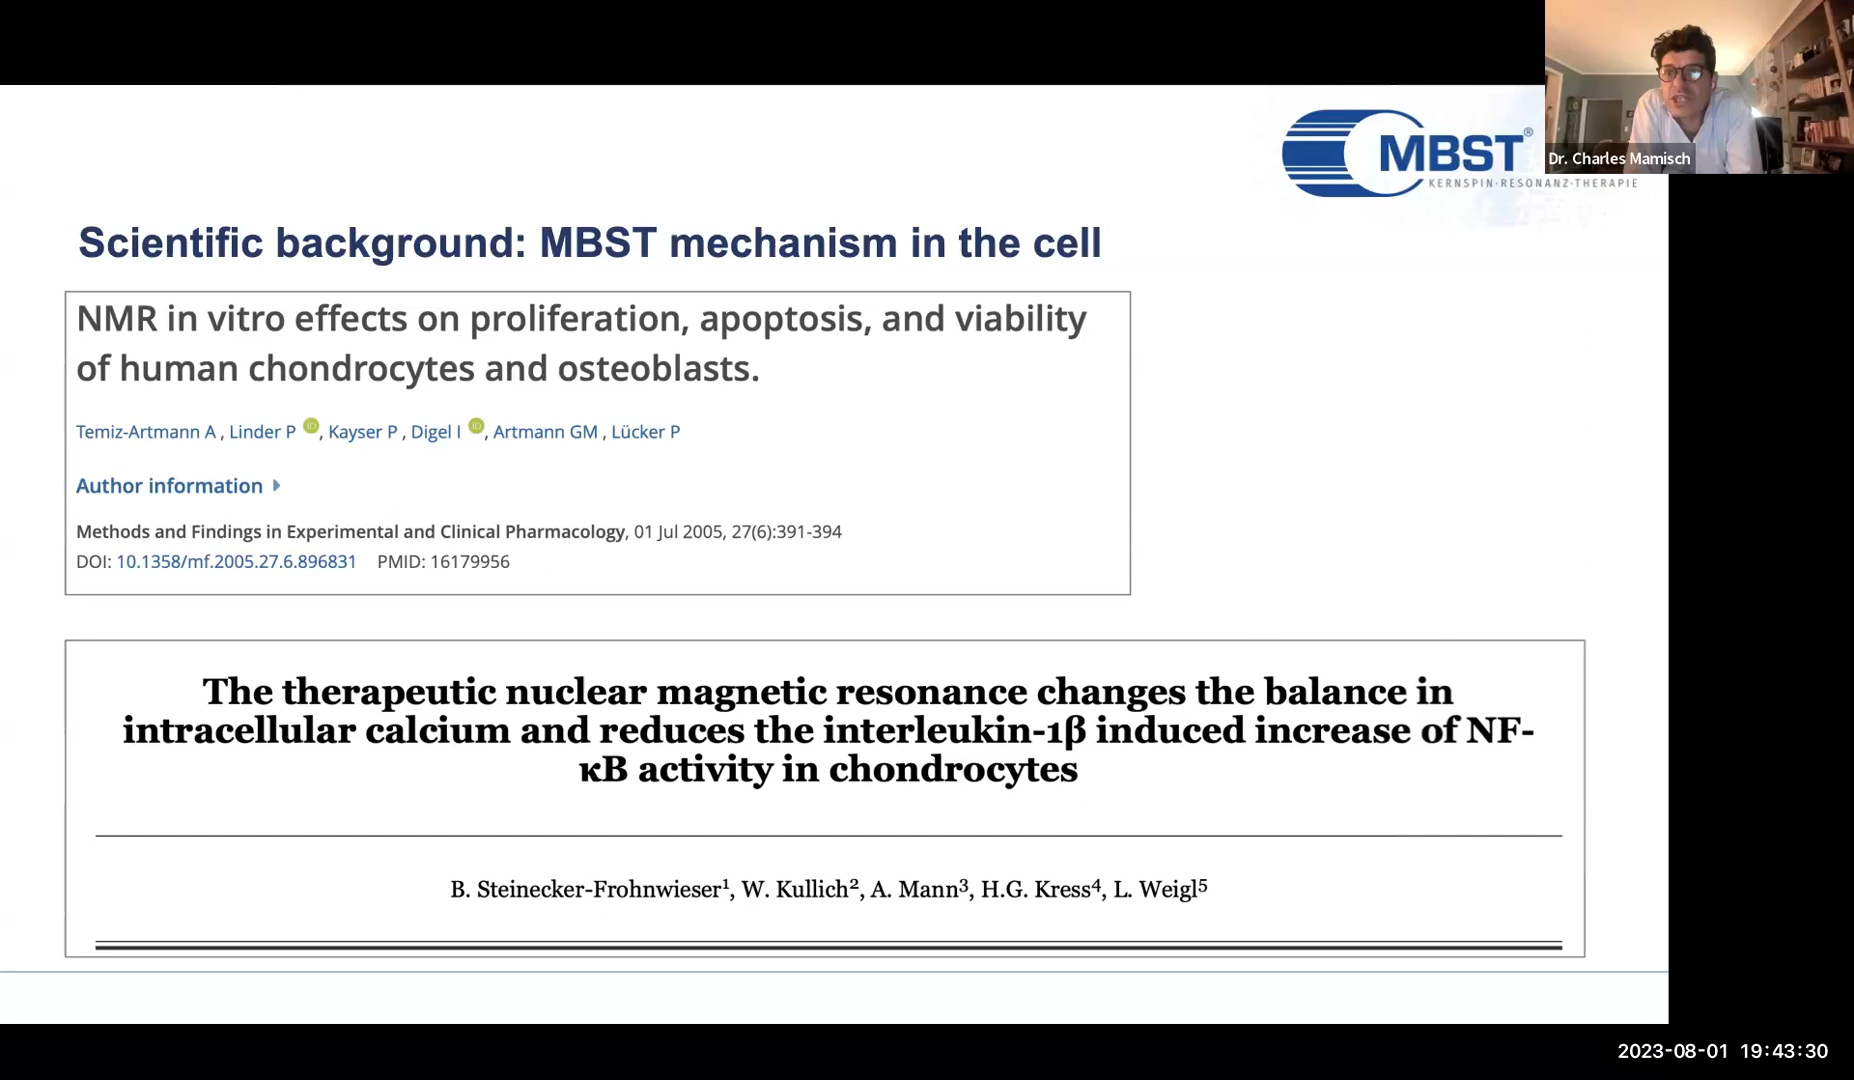 MBST®
KERNSPIN·RESONANZ·THERAPIE
Dr. Charles Mamisch
Scientific background: MBST mechanism in the cell
NMR in vitro effects on proliferation, apoptosis, and viability
of human chondrocytes and osteoblasts.
Temiz-Artmann A , Linder P iD , Kayser P , Digel I iD , Artmann GM , Lücker P
Author information
Methods and Findings in Experimental and Clinical Pharmacology, 01 Jul 2005, 27(6):391-394
DOI: 10.1358/mf.2005.27.6.896831 PMID: 16179956
The therapeutic nuclear magnetic resonance changes the balance in
intracellular calcium and reduces the interleukin-1β induced increase of NF-
κB activity in chondrocytes
B. Steinecker-Frohnwieser¹, W. Kullich², A. Mann³, H.G. Kress⁴, L. Weigl⁵
2023-08-01 19:43:30